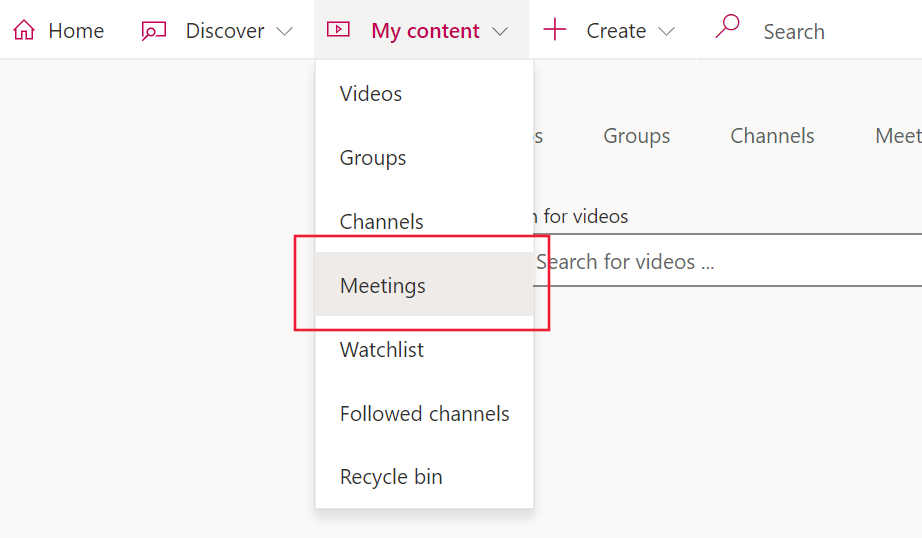 Home Discover My content Create Search
Videos
Groups Channels
Groups
Channels
for videos
Search for videos ...
Meetings
Watchlist
Followed channels
Recycle bin